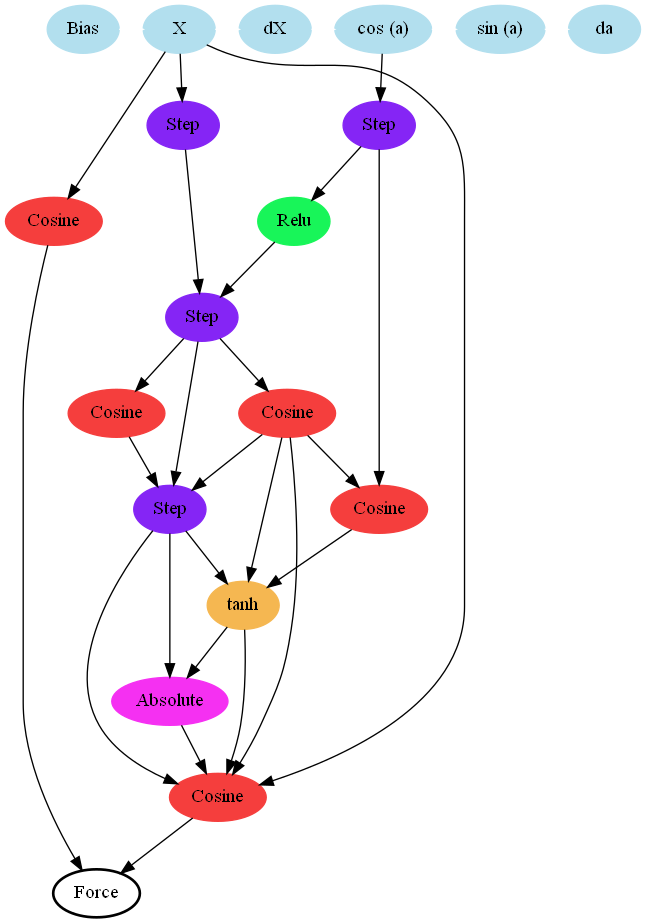 Bias
X
dX
cos (a)
sin (a)
da
Step
Step
Cosine
Relu
Step
Cosine
Cosine
Step
Cosine
tanh
Absolute
Cosine
Force